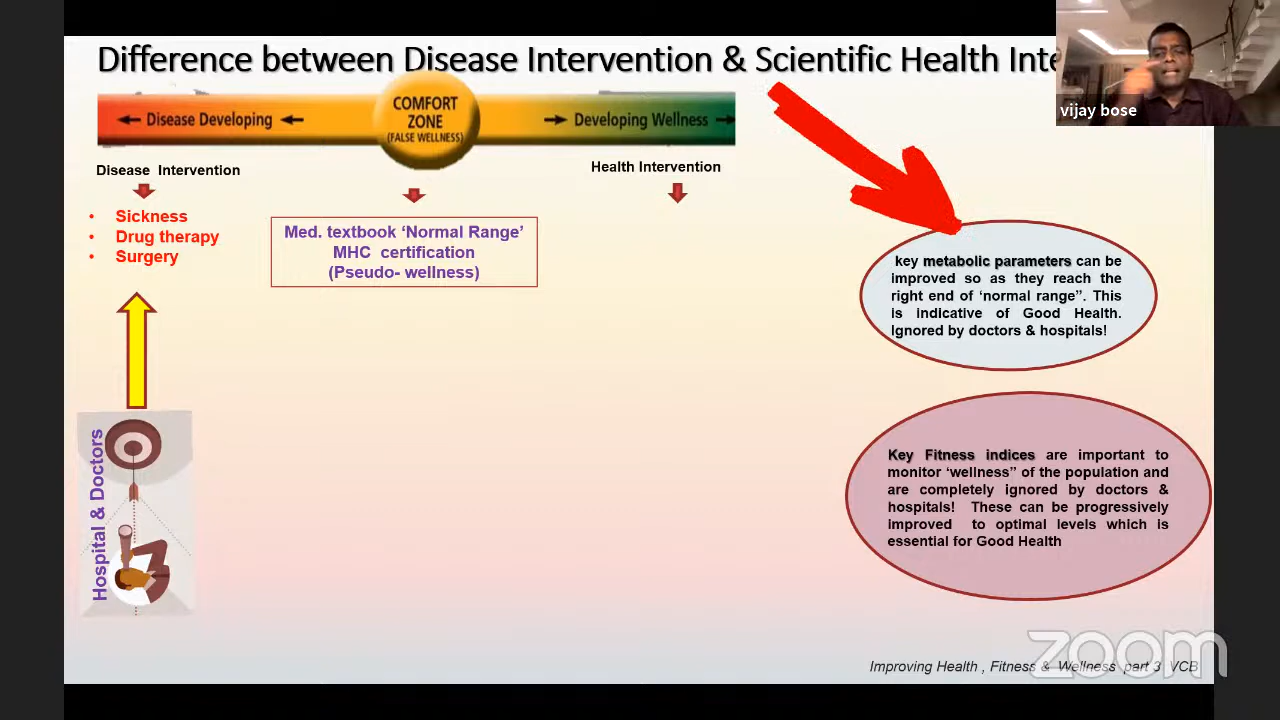 Difference between Disease Intervention & Scientific Health Inte
vijay bose
Disease Developing
COMFORT
ZONE
(FALSE WELLNESS)
Developing Wellness
Disease Intervention
Health Intervention
• Sickness
• Drug therapy
• Surgery
Med. textbook ‘Normal Range’
MHC certification
(Pseudo- wellness)
key metabolic parameters can be
improved so as they reach the
right end of ‘normal range”. This
is indicative of Good Health.
Ignored by doctors & hospitals!
Key Fitness indices are important to
monitor ‘wellness” of the population and
are completely ignored by doctors &
hospitals! These can be progressively
improved to optimal levels which is
essential for Good Health
Hospital & Doctors
Improving Health , Fitness & Wellness part 3 VCB
zoom